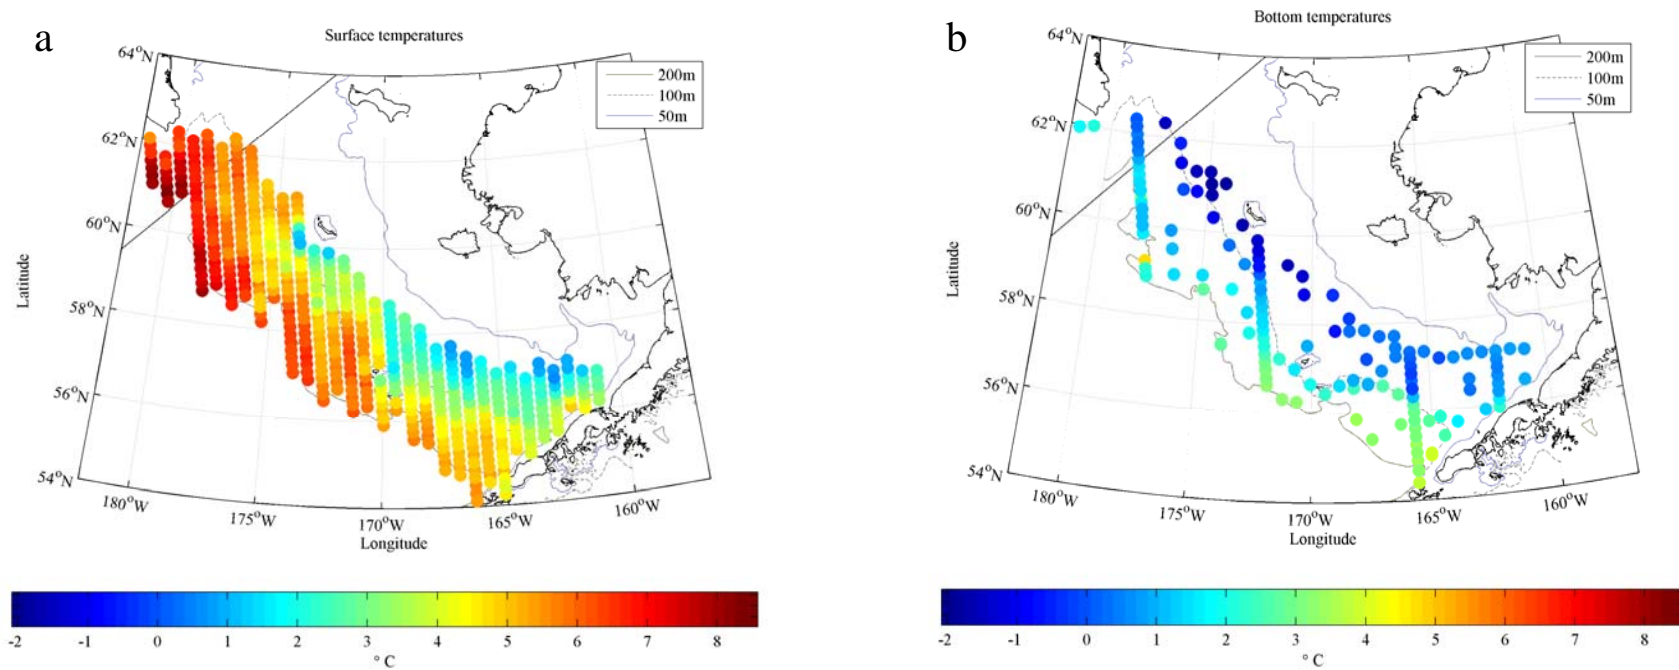 a
Surface temperatures
64°N
62°N
60°N
58°N
56°N
54°N
Latitude
180°W
175°W
170°W
165°W
160°W
Longitude
200m
100m
50m
-2 -1 0 1 2 3 4 5 6 7 8
° C
b
Bottom temperatures
64°N
62°N
60°N
58°N
56°N
54°N
Latitude
180°W
175°W
170°W
165°W
160°W
Longitude
200m
100m
50m
-2 -1 0 1 2 3 4 5 6 7 8
° C